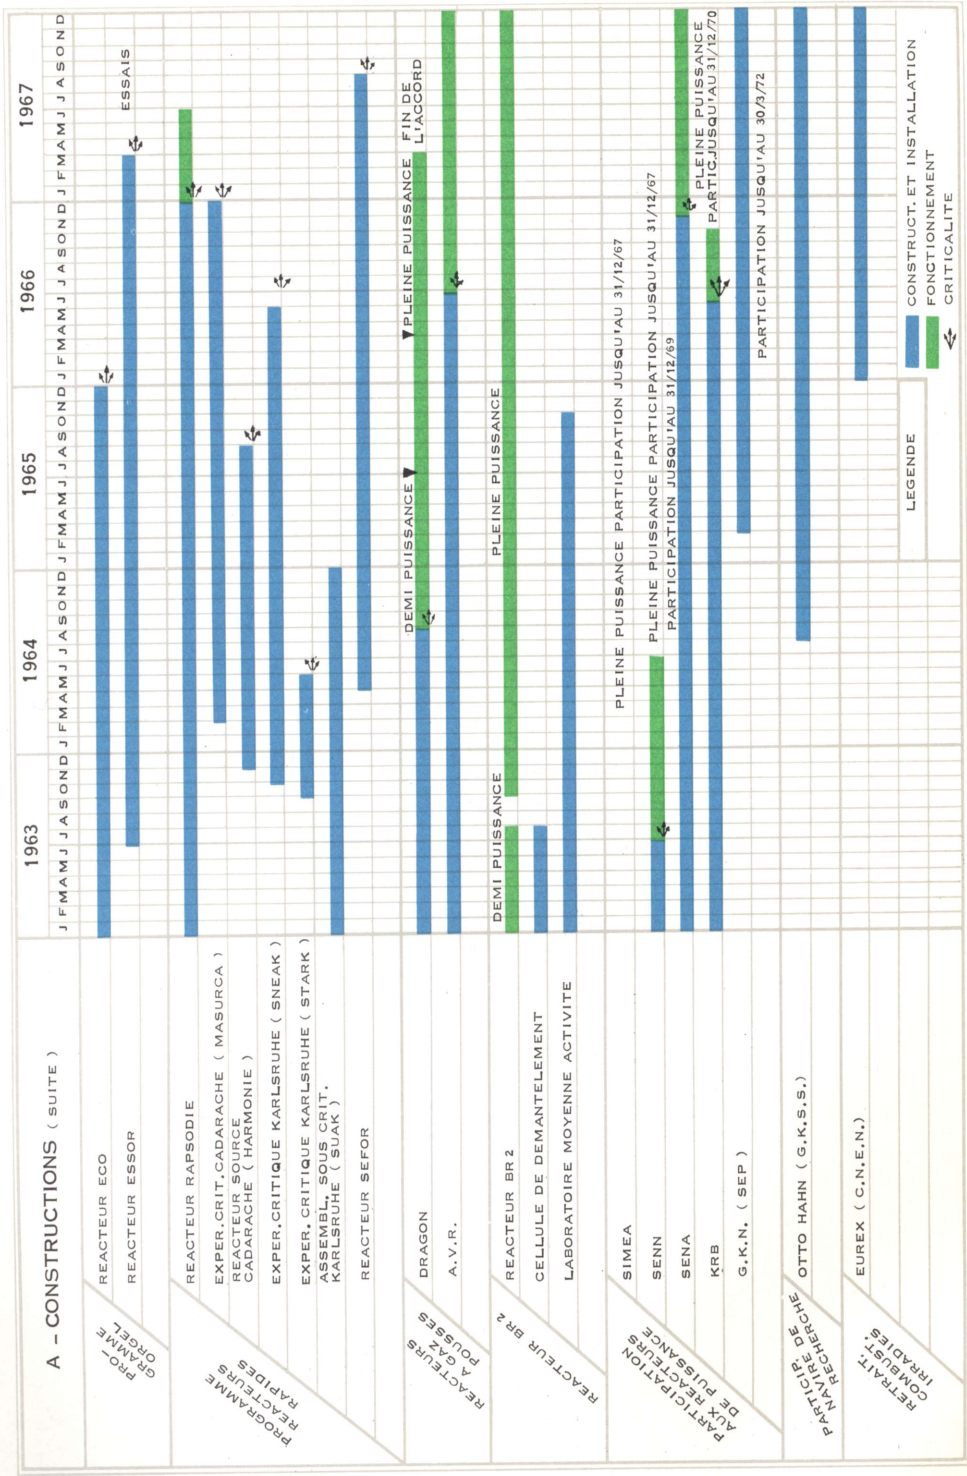 A - CONSTRUCTIONS ( SUITE )
1963
1964
1965
1966
1967
J F M A M J J A S O N D J F M A M J J A S O N D J F M A M J J A S O N D J F M A M J J A S O N D J F M A M J J A S O N D
PRO-
GRAMME
ORGEL
REACTEUR ECO
REACTEUR ESSOR
ESSAIS
PROGRAMME
REACTEURS
RAPIDES
REACTEUR RAPSODIE
EXPER.CRIT.CADARACHE ( MASURCA )
REACTEUR SOURCE
CADARACHE ( HARMONIE )
EXPER.CRITIQUE KARLSRUHE ( SNEAK )
EXPER. CRITIQUE KARLSRUHE ( STARK )
ASSEMBL. SOUS CRIT.
KARLSRUHE ( SUAK )
REACTEUR SEFOR
REACTEURS
A GAZ
POUSSES
DRAGON
DEMI PUISSANCE
PLEINE PUISSANCE
FIN DE
L'ACCORD
A.V.R.
REACTEUR BR2
REACTEUR BR2
DEMI PUISSANCE
PLEINE PUISSANCE
CELLULE DE DEMANTELEMENT
LABORATOIRE MOYENNE ACTIVITE
PARTICIPATION
AUX REACTEURS
DE PUISSANCE
SIMEA
PLEINE PUISSANCE PARTICIPATION JUSQU'AU 31/12/67
SENN
PLEINE PUISSANCE PARTICIPATION JUSQU'AU 31/12/67
PARTICIPATION JUSQU'AU 31/12/69
SENA
PLEINE PUISSANCE
KRB
PARTIC.JUSQU'AU 31/12/70
G.K.N. ( SEP )
PARTICIPATION JUSQU'AU 30/3/72
PARTICIP. DE
NAVIRE DE
RECHERCHE
OTTO HAHN ( G.K.S.S.)
RETRAIT.
COMBUST.
IRRADIES
EUREX ( C.N.E.N.)
LEGENDE
CONSTRUCT. ET INSTALLATION
FONCTIONNEMENT
CRITICALITE